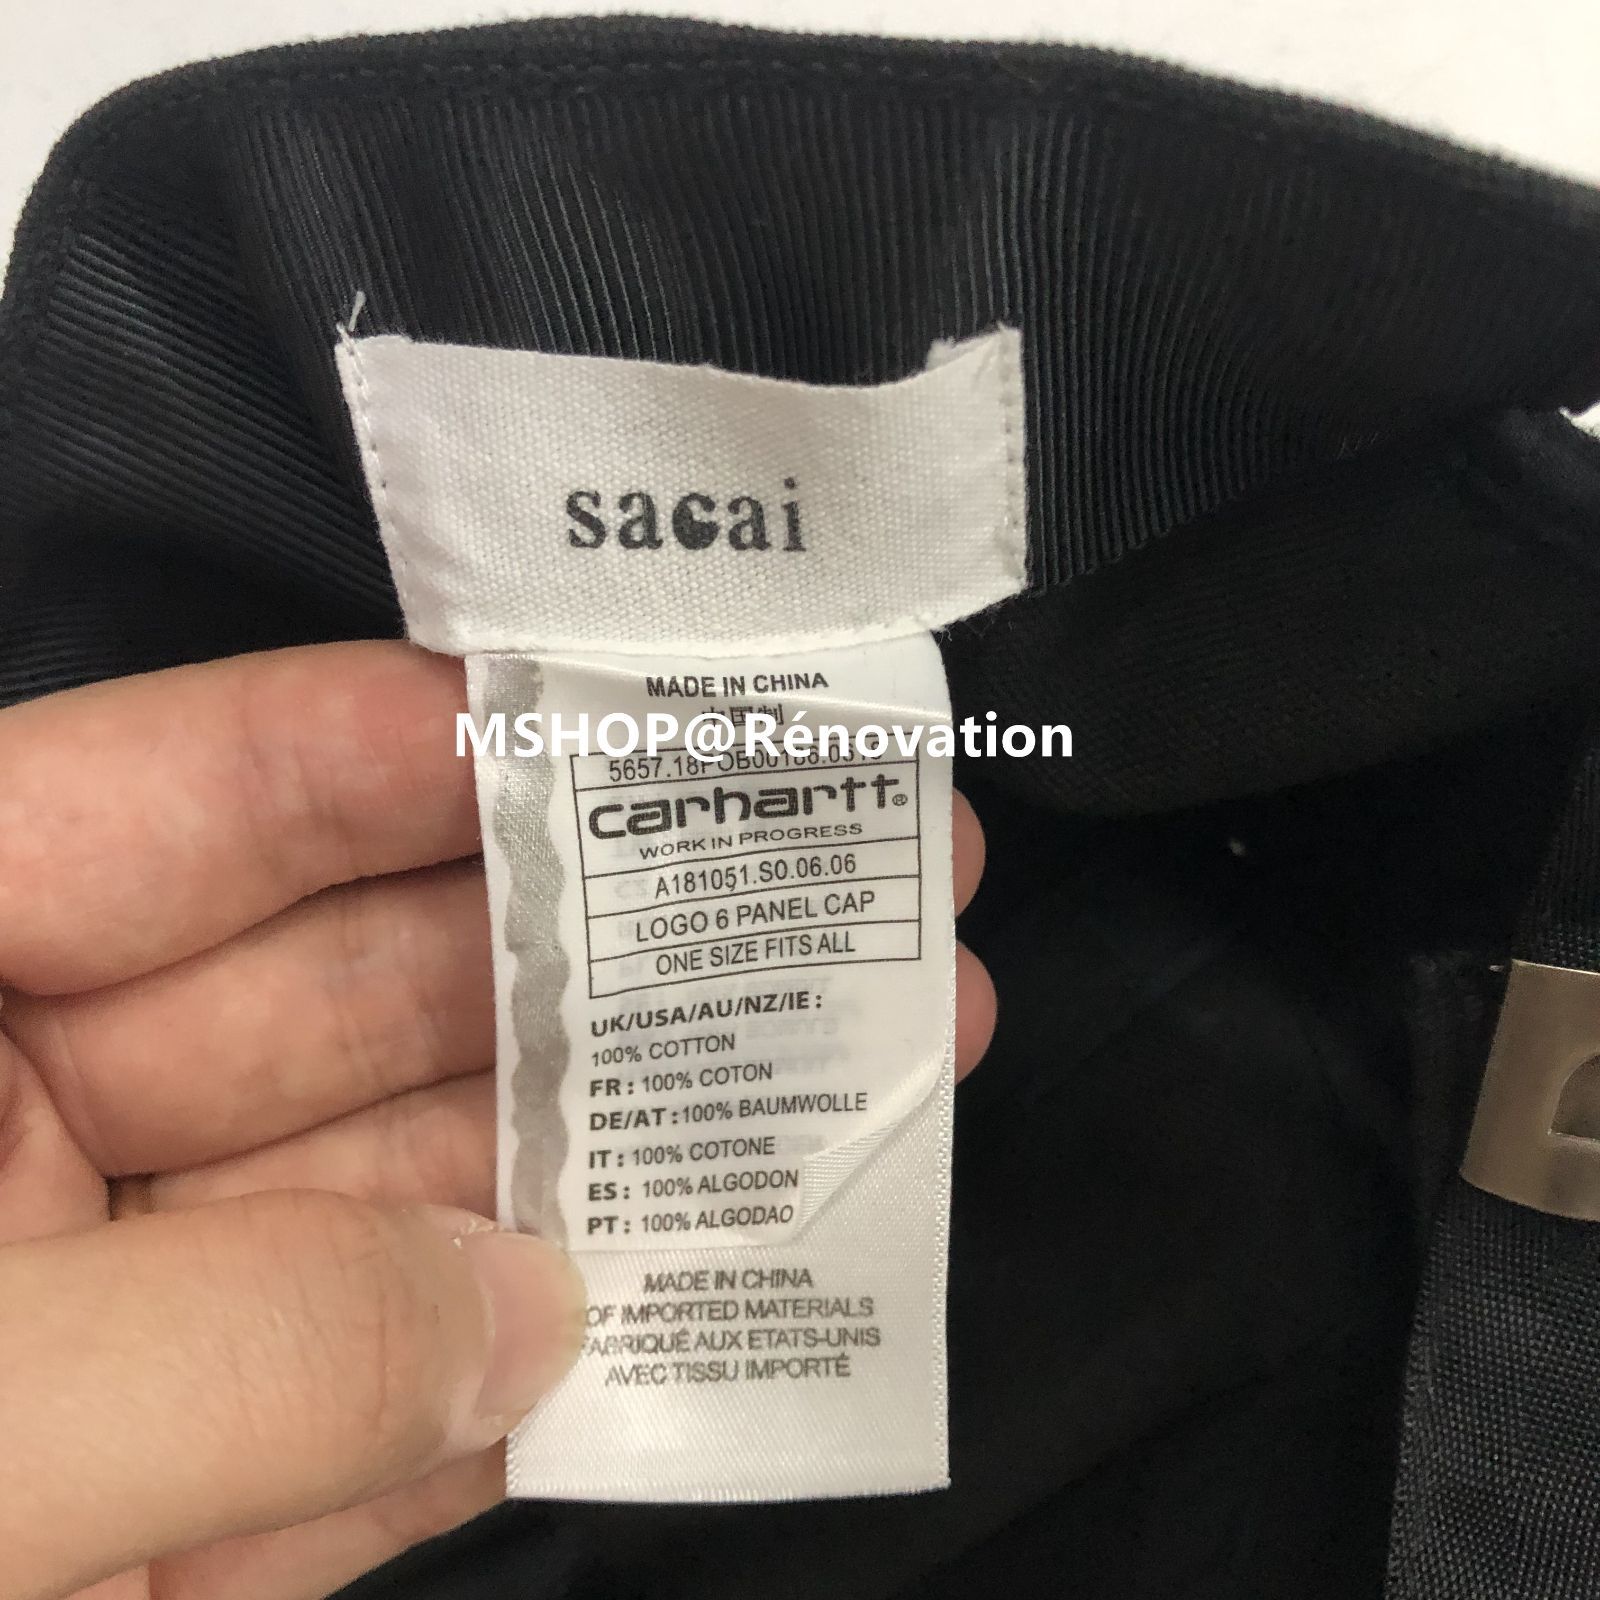 sacai
MADE IN CHINA
中国制
MSHOP@Rénovation
carhartt®
WORK IN PROGRESS
A181051.S0.06.06
LOGO 6 PANEL CAP
ONE SIZE FITS ALL
UK/USA/AU/NZ/IE:
100% COTTON
FR: 100% COTON
DE/AT:100% BAUMWOLLE
IT: 100% COTONE
ES: 100% ALGODON
PT: 100% ALGODAO
MADE IN CHINA
OF IMPORTED MATERIALS
FABRIQUÉ AUX ETATS-UNIS
AVEC TISSU IMPORTÉ